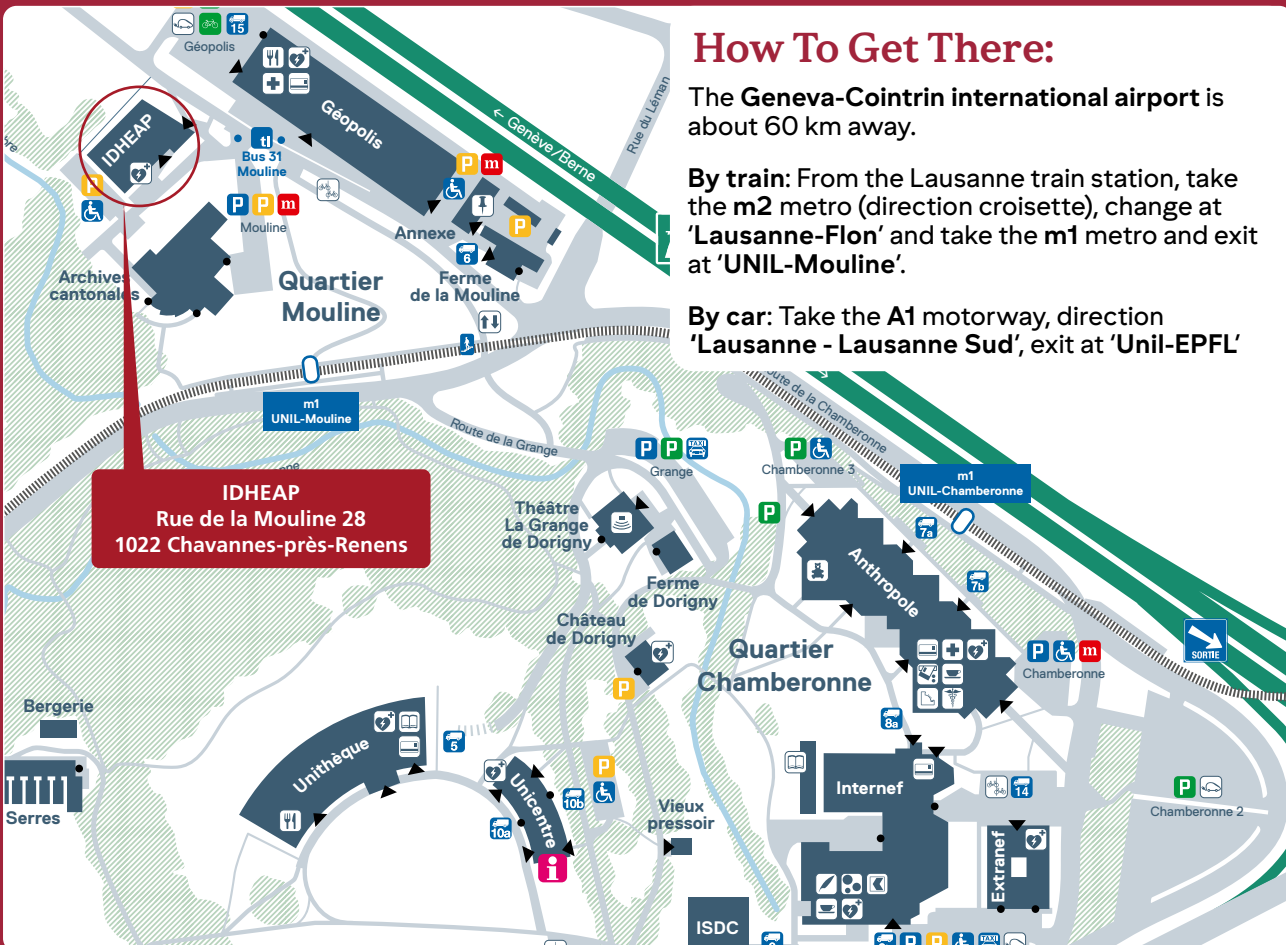 How To Get There:
The Geneva-Cointrin international airport is
about 60 km away.
By train: From the Lausanne train station, take
the m2 metro (direction croisette), change at
'Lausanne-Flon' and take the m1 metro and exit
at 'UNIL-Mouline'.
By car: Take the A1 motorway, direction
'Lausanne - Lausanne Sud', exit at 'Unil-EPFL'
15
Géopolis
Géopolis
IDHEAP
tl
Bus 31
Mouline
← Genève/Berne
Rue du Léman
P
P m
P P m
Mouline
P
Annexe
6
Ferme
de la Mouline
Archives
cantonales
Quartier
Mouline
m1
UNIL-Mouline
Route de la Grange
Route de la Chamberonne
IDHEAP
Rue de la Mouline 28
1022 Chavannes-près-Renens
P P TAXI
Grange
P
Chamberonne 3
m1
UNIL-Chamberonne
P
7a
7b
Théâtre
La Grange
de Dorigny
Anthropole
Ferme
de Dorigny
Château
de Dorigny
Quartier
Chamberonne
P m
Chamberonne
SORTIE
P
8a
Bergerie
Serres
Unithèque
5
Unicentre
10b
10a
P
i
Vieux
pressoir
Internef
14
P
Chamberonne 2
Extranef
ISDC
P P TAXI